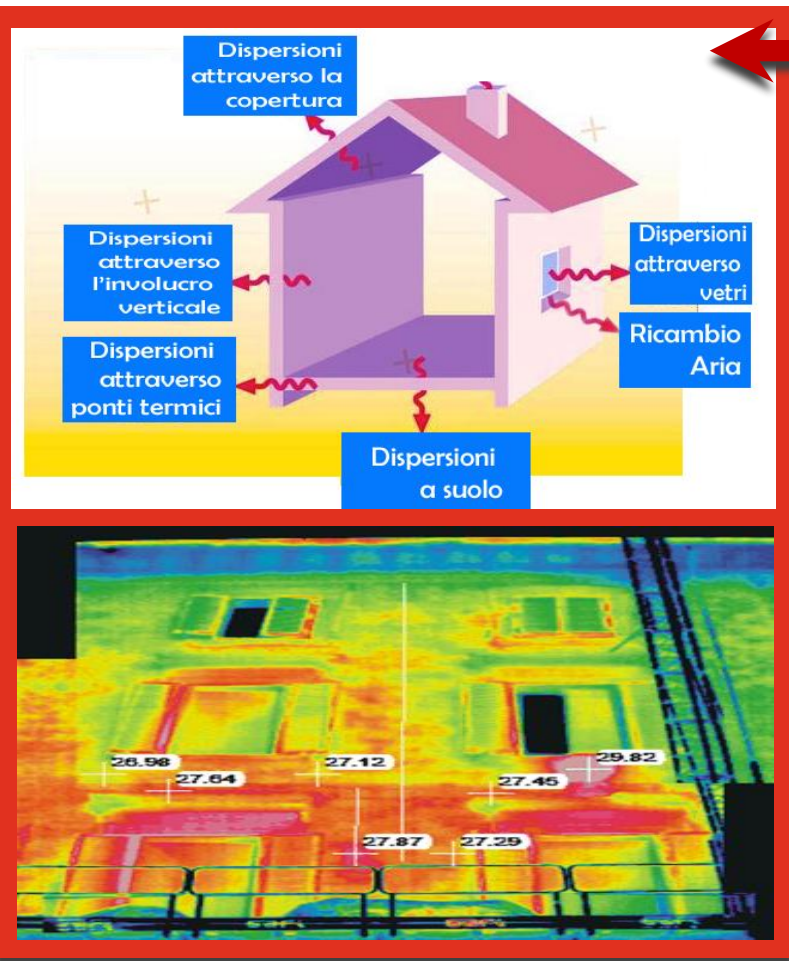 Dispersioni
attraverso la
copertura
Dispersioni
attraverso
l'involucro
verticale
Dispersioni
attraverso
vetri
Ricambio
Aria
Dispersioni
attraverso
ponti termici
Dispersioni
a suolo
26.98
27.64
27.12
27.45
29.82
27.87
27.29